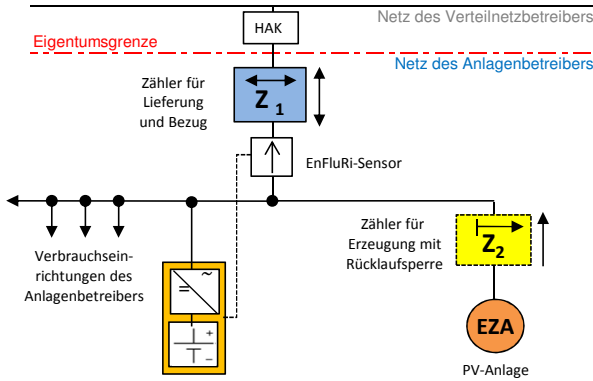 Netz des Verteilnetzbetreibers
HAK
Eigentumsgrenze
Netz des Anlagenbetreibers
Zähler für
Lieferung
und Bezug
Z 1
EnFluRi-Sensor
Zähler für
Erzeugung mit
Rücklaufsperre
Z2
Verbrauchsein-
richtungen des
Anlagenbetreibers
= ~
+
−
EZA
PV-Anlage